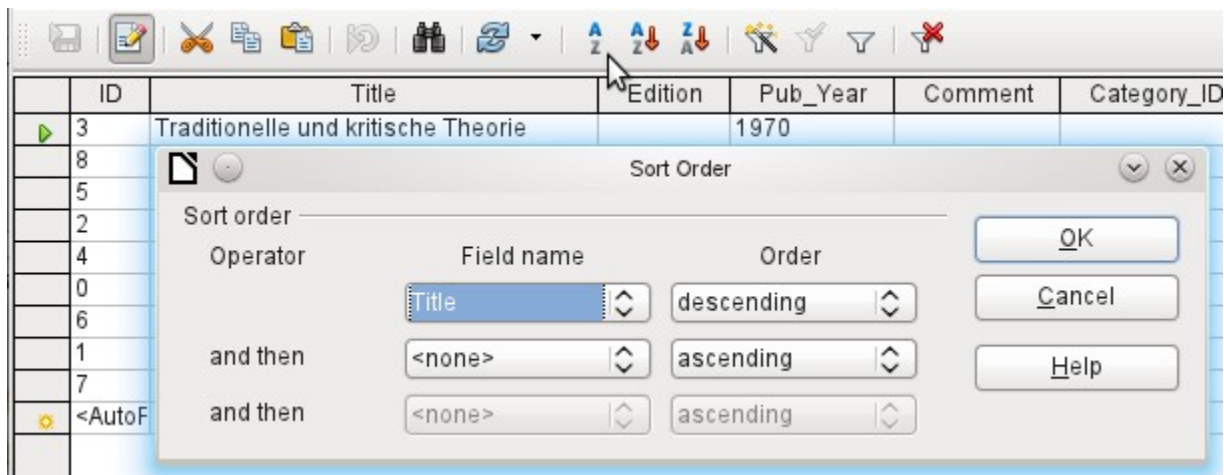 ID Title Edition Pub_Year Comment Category_ID
3 Traditionelle und kritische Theorie 1970
8
5
2
4
0
6
1
7
<AutoF
Sort Order
Sort order
Operator Field name Order
Title descending
and then <none> ascending
and then <none> ascending
OK
Cancel
Help